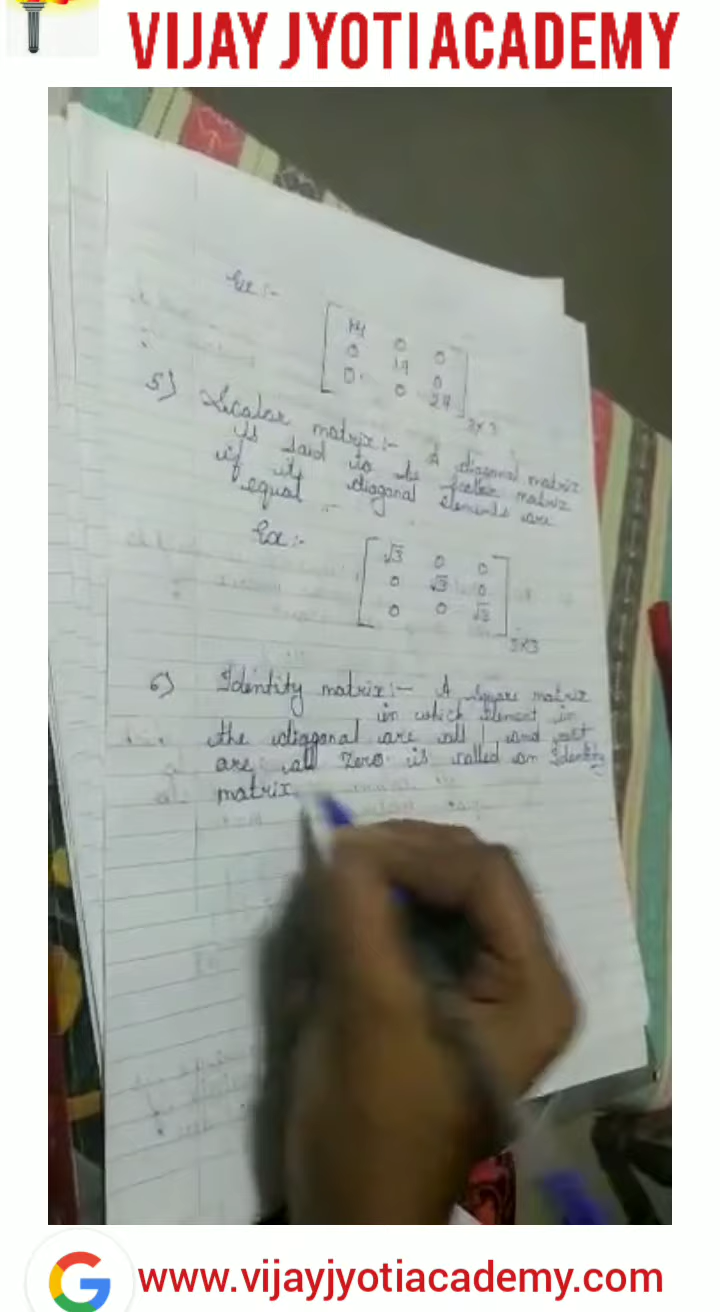 VIJAY JYOTI ACADEMY
Ex :-
14 0 0
0 19 0
0 0 24
3×3
5) Scalar matrix :- A diagonal matrix
is said to be scalar matrix
if its diagonal elements are
equal
Ex :-
√3 0 0
0 √3 0
0 0 √3
3×3
6) Identity matrix :- A square matrix
in which element in
the diagonal are all 1 and rest
are all zero is called an Identity
matrix.
G www.vijayjyotiacademy.com